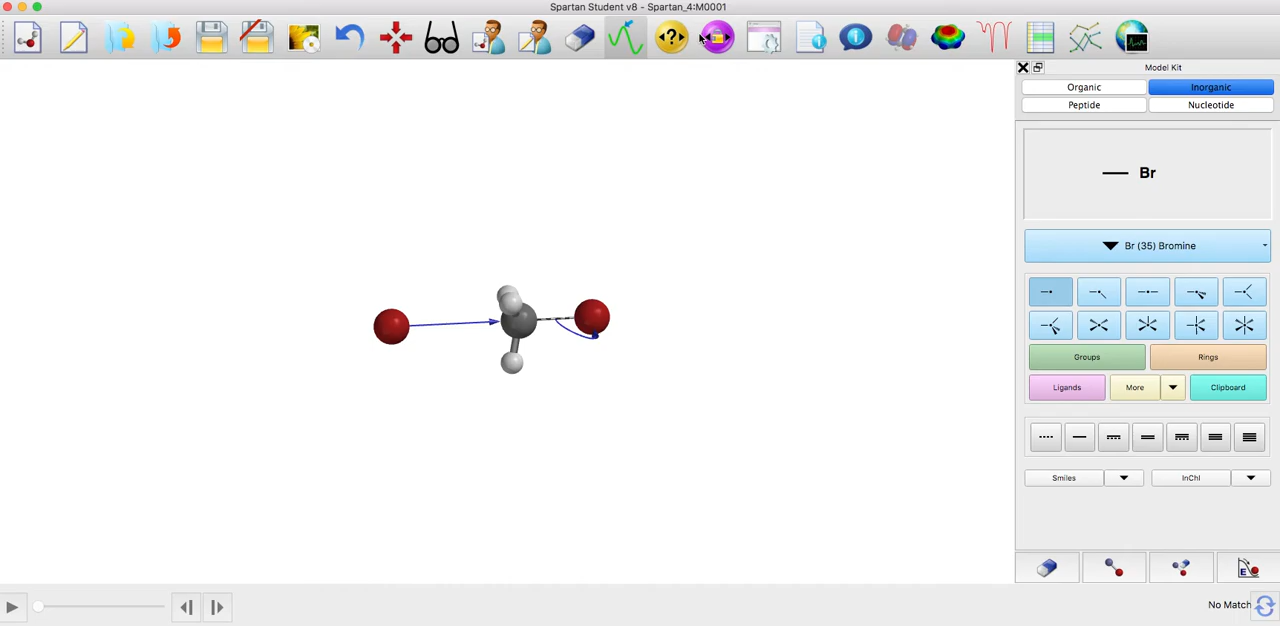 Spartan Student v8 - Spartan_4:M0001
Model Kit
Organic
Inorganic
Peptide
Nucleotide
Br
Br (35) Bromine
Groups
Rings
Ligands
More
Clipboard
Smiles
InChI
E
No Match